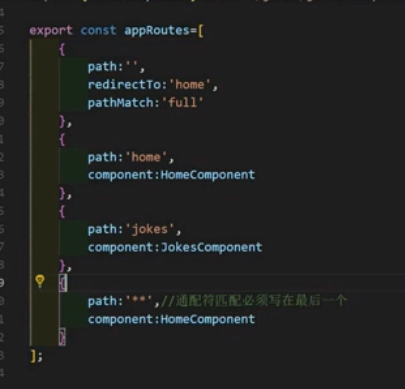 export const appRoutes=[
{
path:'',
redirectTo:'home',
pathMatch:'full'
},
{
path:'home',
component:HomeComponent
},
{
path:'jokes',
component:JokesComponent
},
{
path:'**',//通配符匹配必须写在最后一个
component:HomeComponent
}
];